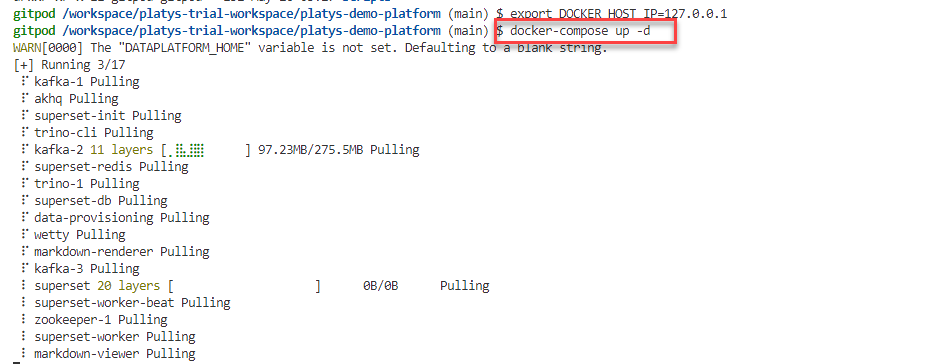 gitpod /workspace/platys-trial-workspace/platys-demo-platform (main) $ export DOCKER_HOST_IP=127.0.0.1
gitpod /workspace/platys-trial-workspace/platys-demo-platform (main) $ docker-compose up -d
WARN[0000] The "DATAPLATFORM_HOME" variable is not set. Defaulting to a blank string.
[+] Running 3/17
⠏ kafka-1 Pulling
⠏ akhq Pulling
⠏ superset-init Pulling
⠏ trino-cli Pulling
⠏ kafka-2 11 layers [⡀⣿⣄⣿⣿      ] 97.23MB/275.5MB Pulling
⠏ superset-redis Pulling
⠏ trino-1 Pulling
⠏ superset-db Pulling
⠏ data-provisioning Pulling
⠏ wetty Pulling
⠏ markdown-renderer Pulling
⠏ kafka-3 Pulling
⠇ superset 20 layers [                    ]      0B/0B      Pulling
⠇ superset-worker-beat Pulling
⠇ zookeeper-1 Pulling
⠇ superset-worker Pulling
⠇ markdown-viewer Pulling